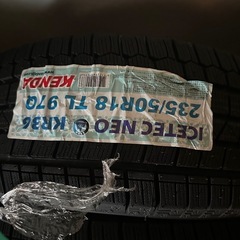 ICETEC NEO KR36
235/50R18 TL 97Q
KENDA